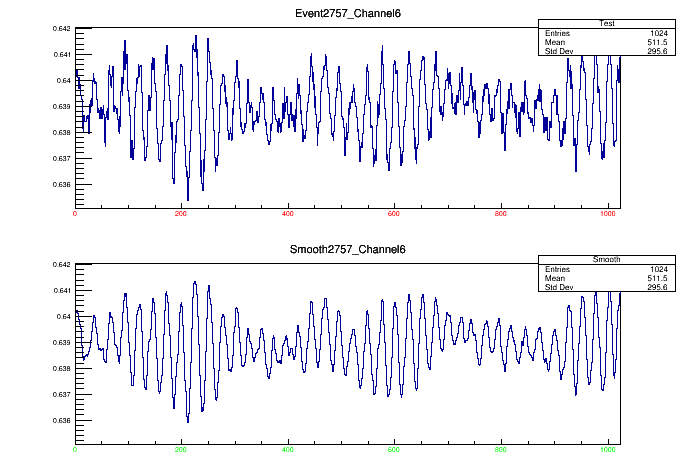 Event2757_Channel6
Test
Entries 1024
Mean 511.5
Std Dev 295.6
0.642
0.641
0.64
0.639
0.638
0.637
0.636
0 200 400 600 800 1000
Smooth2757_Channel6
Smooth
Entries 1024
Mean 511.5
Std Dev 295.6
0.642
0.641
0.64
0.639
0.638
0.637
0.636
0 200 400 600 800 1000